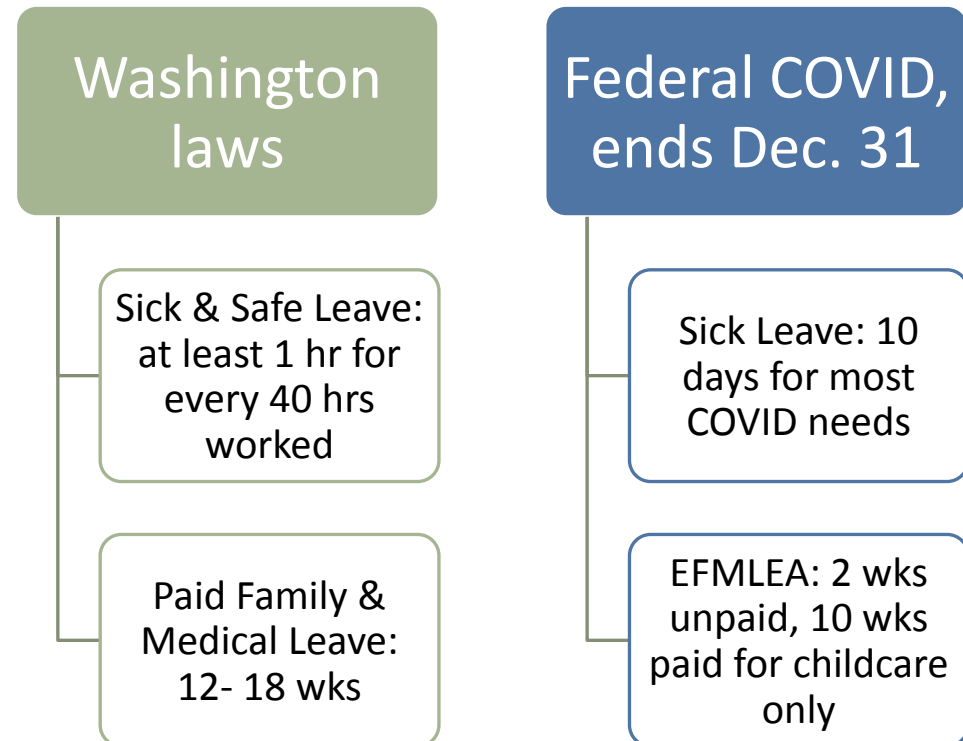 Washington
laws
Sick & Safe Leave:
at least 1 hr for
every 40 hrs
worked
Paid Family &
Medical Leave:
12- 18 wks
Federal COVID,
ends Dec. 31
Sick Leave: 10
days for most
COVID needs
EFMLEA: 2 wks
unpaid, 10 wks
paid for childcare
only